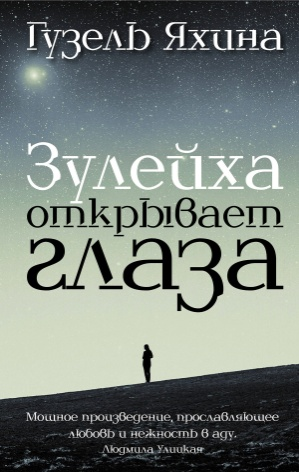 Гузель Яхина
Зулейха
открывает
глаза
Мощное произведение, прославляющее
любовь и нежность в аду.
Людмила Улицкая